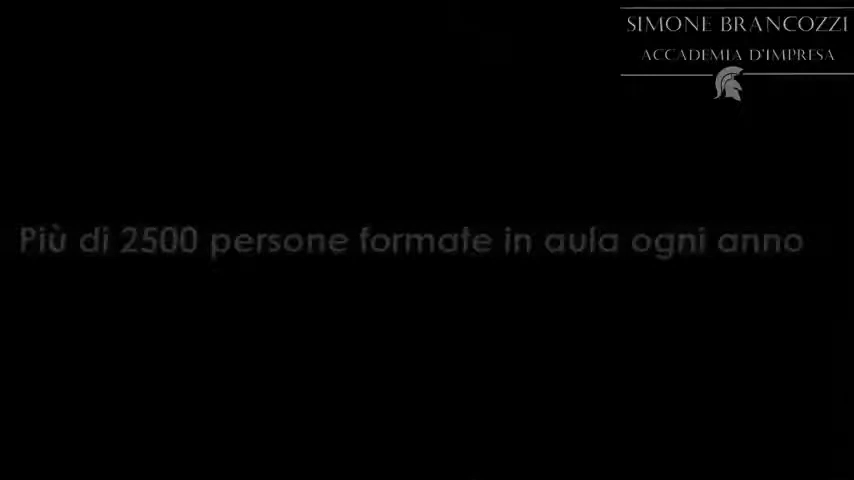 SIMONE BRANCOZZI
ACCADEMIA D'IMPRESA
Più di 2500 persone formate in aula ogni anno